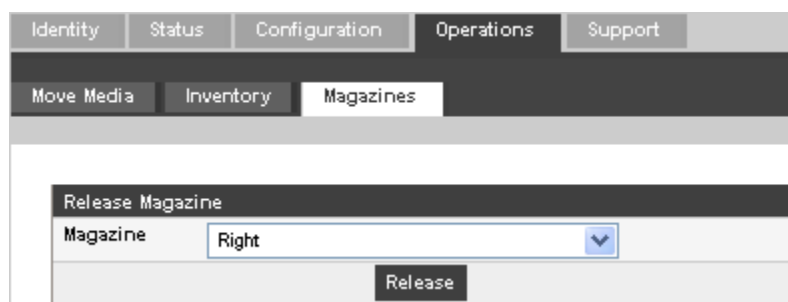 Identity Status Configuration Operations Support
Move Media Inventory Magazines
Release Magazine
Magazine Right
Release